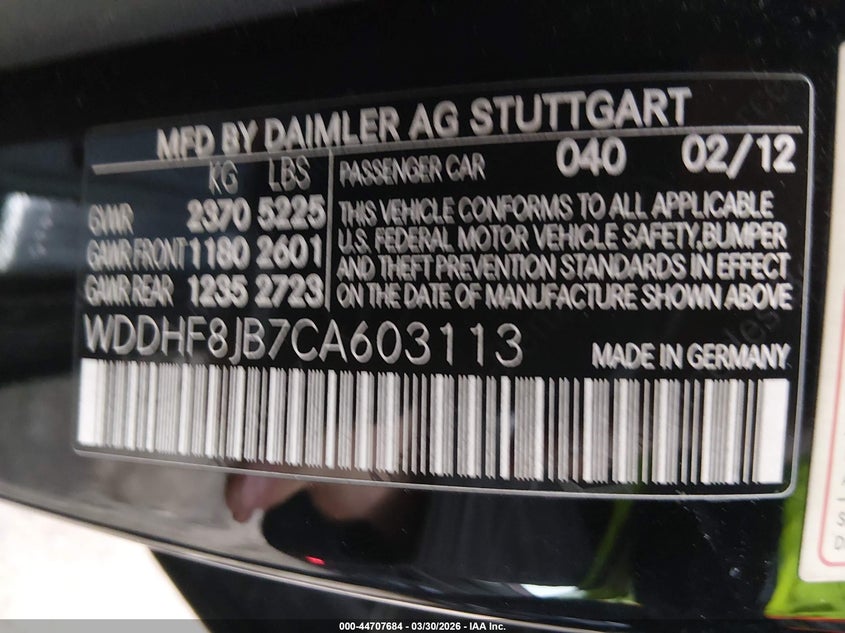 MFD BY DAIMLER AG STUTTGART
KG LBS
GVWR 2370 5225
GAWR FRONT 1180 2601
GAWR REAR 1235 2723
PASSENGER CAR 040 02/12
THIS VEHICLE CONFORMS TO ALL APPLICABLE
U.S. FEDERAL MOTOR VEHICLE SAFETY, BUMPER
AND THEFT PREVENTION STANDARDS IN EFFECT
ON THE DATE OF MANUFACTURE SHOWN ABOVE
WDDHF8JB7CA603113 MADE IN GERMANY
000-44707684 - 03/30/2026 - IAA Inc.